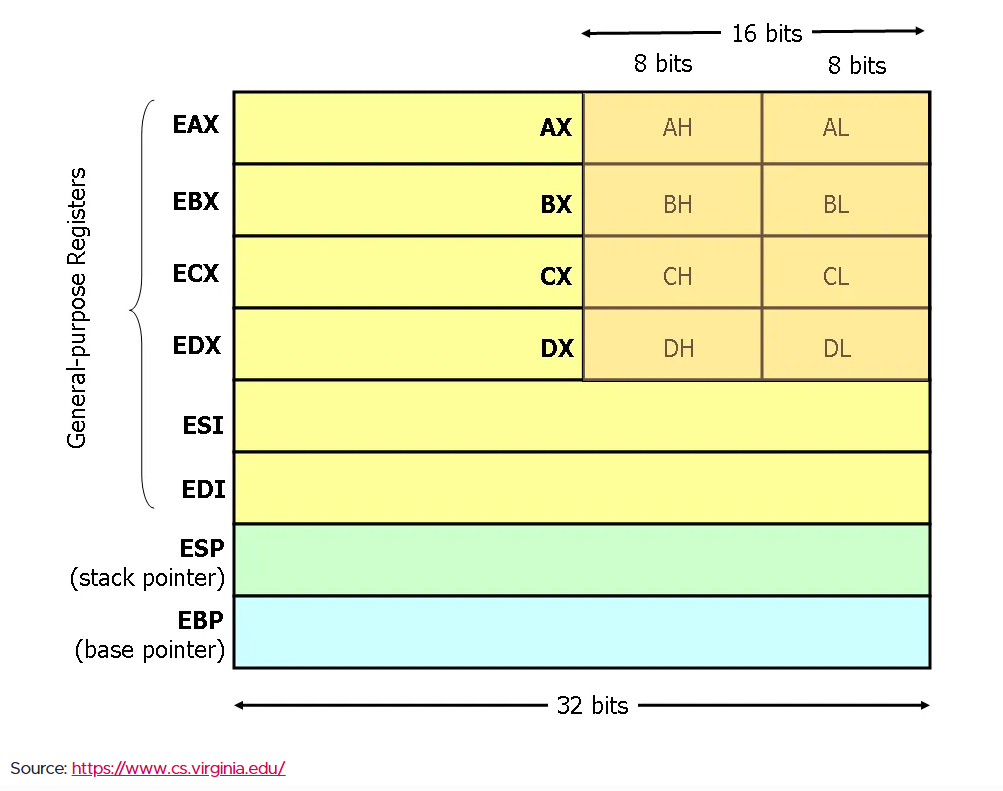 16 bits
8 bits
8 bits
General-purpose Registers
EAX AX AH AL
EBX BX BH BL
ECX CX CH CL
EDX DX DH DL
ESI
EDI
ESP
(stack pointer)
EBP
(base pointer)
32 bits
Source: https://www.cs.virginia.edu/